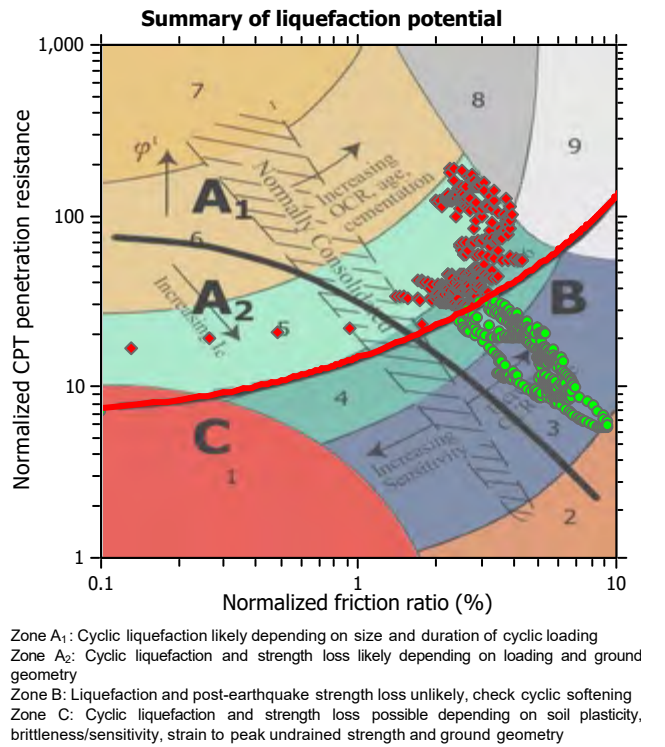 Summary of liquefaction potential
Normalized CPT penetration resistance
1,000
100
10
1
0.1
1
10
Normalized friction ratio (%)
7
8
9
φ'
A1
Increasing
OCR, age,
cementation
Normally Consolidated
6
A2
Increasing Ic
5
5
B
4
C
1
Increasing
Sensitivity
3
2
Zone A1: Cyclic liquefaction likely depending on size and duration of cyclic loading
Zone A2: Cyclic liquefaction and strength loss likely depending on loading and ground
geometry
Zone B: Liquefaction and post-earthquake strength loss unlikely, check cyclic softening
Zone C: Cyclic liquefaction and strength loss possible depending on soil plasticity,
brittleness/sensitivity, strain to peak undrained strength and ground geometry